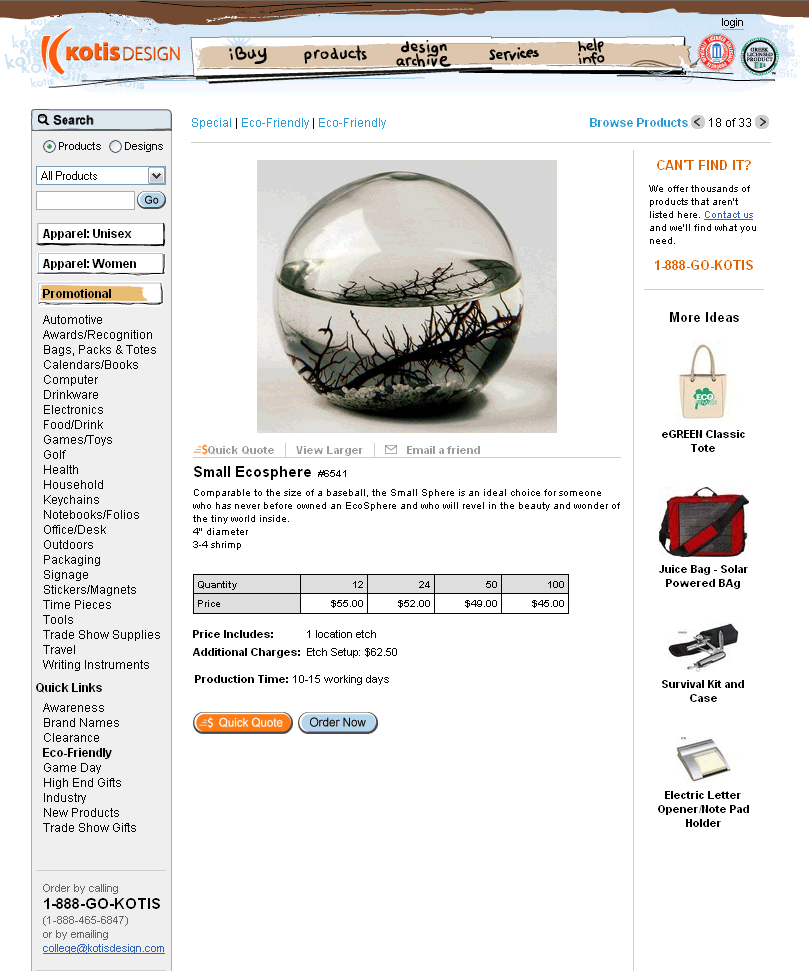 login
KOTIS DESIGN
iBuy
products
design archive
services
help info
GREEK LICENSED PRODUCT
Search
Products Designs
All Products
Go
Apparel: Unisex
Apparel: Women
Promotional
Automotive
Awards/Recognition
Bags, Packs & Totes
Calendars/Books
Computer
Drinkware
Electronics
Food/Drink
Games/Toys
Golf
Health
Household
Keychains
Notebooks/Folios
Office/Desk
Outdoors
Packaging
Signage
Stickers/Magnets
Time Pieces
Tools
Trade Show Supplies
Travel
Writing Instruments
Quick Links
Awareness
Brand Names
Clearance
Eco-Friendly
Game Day
High End Gifts
Industry
New Products
Trade Show Gifts
Order by calling
1-888-GO-KOTIS
(1-888-465-6847)
or by emailing
college@kotisdesign.com
Special | Eco-Friendly | Eco-Friendly
Browse Products < 18 of 33 >
$Quick Quote
View Larger
Email a friend
Small Ecosphere #6541
Comparable to the size of a baseball, the Small Sphere is an ideal choice for someone
who has never before owned an EcoSphere and who will revel in the beauty and wonder of
the tiny world inside.
4" diameter
3-4 shrimp
Quantity 12 24 50 100
Price $55.00 $52.00 $49.00 $45.00
Price Includes: 1 location etch
Additional Charges: Etch Setup: $62.50
Production Time: 10-15 working days
$ Quick Quote
Order Now
CAN'T FIND IT?
We offer thousands of
products that aren't
listed here. Contact us
and we'll find what you
need.
1-888-GO-KOTIS
More Ideas
ECO
eGREEN Classic
Tote
Juice Bag - Solar
Powered BAg
Survival Kit and
Case
Electric Letter
Opener/Note Pad
Holder